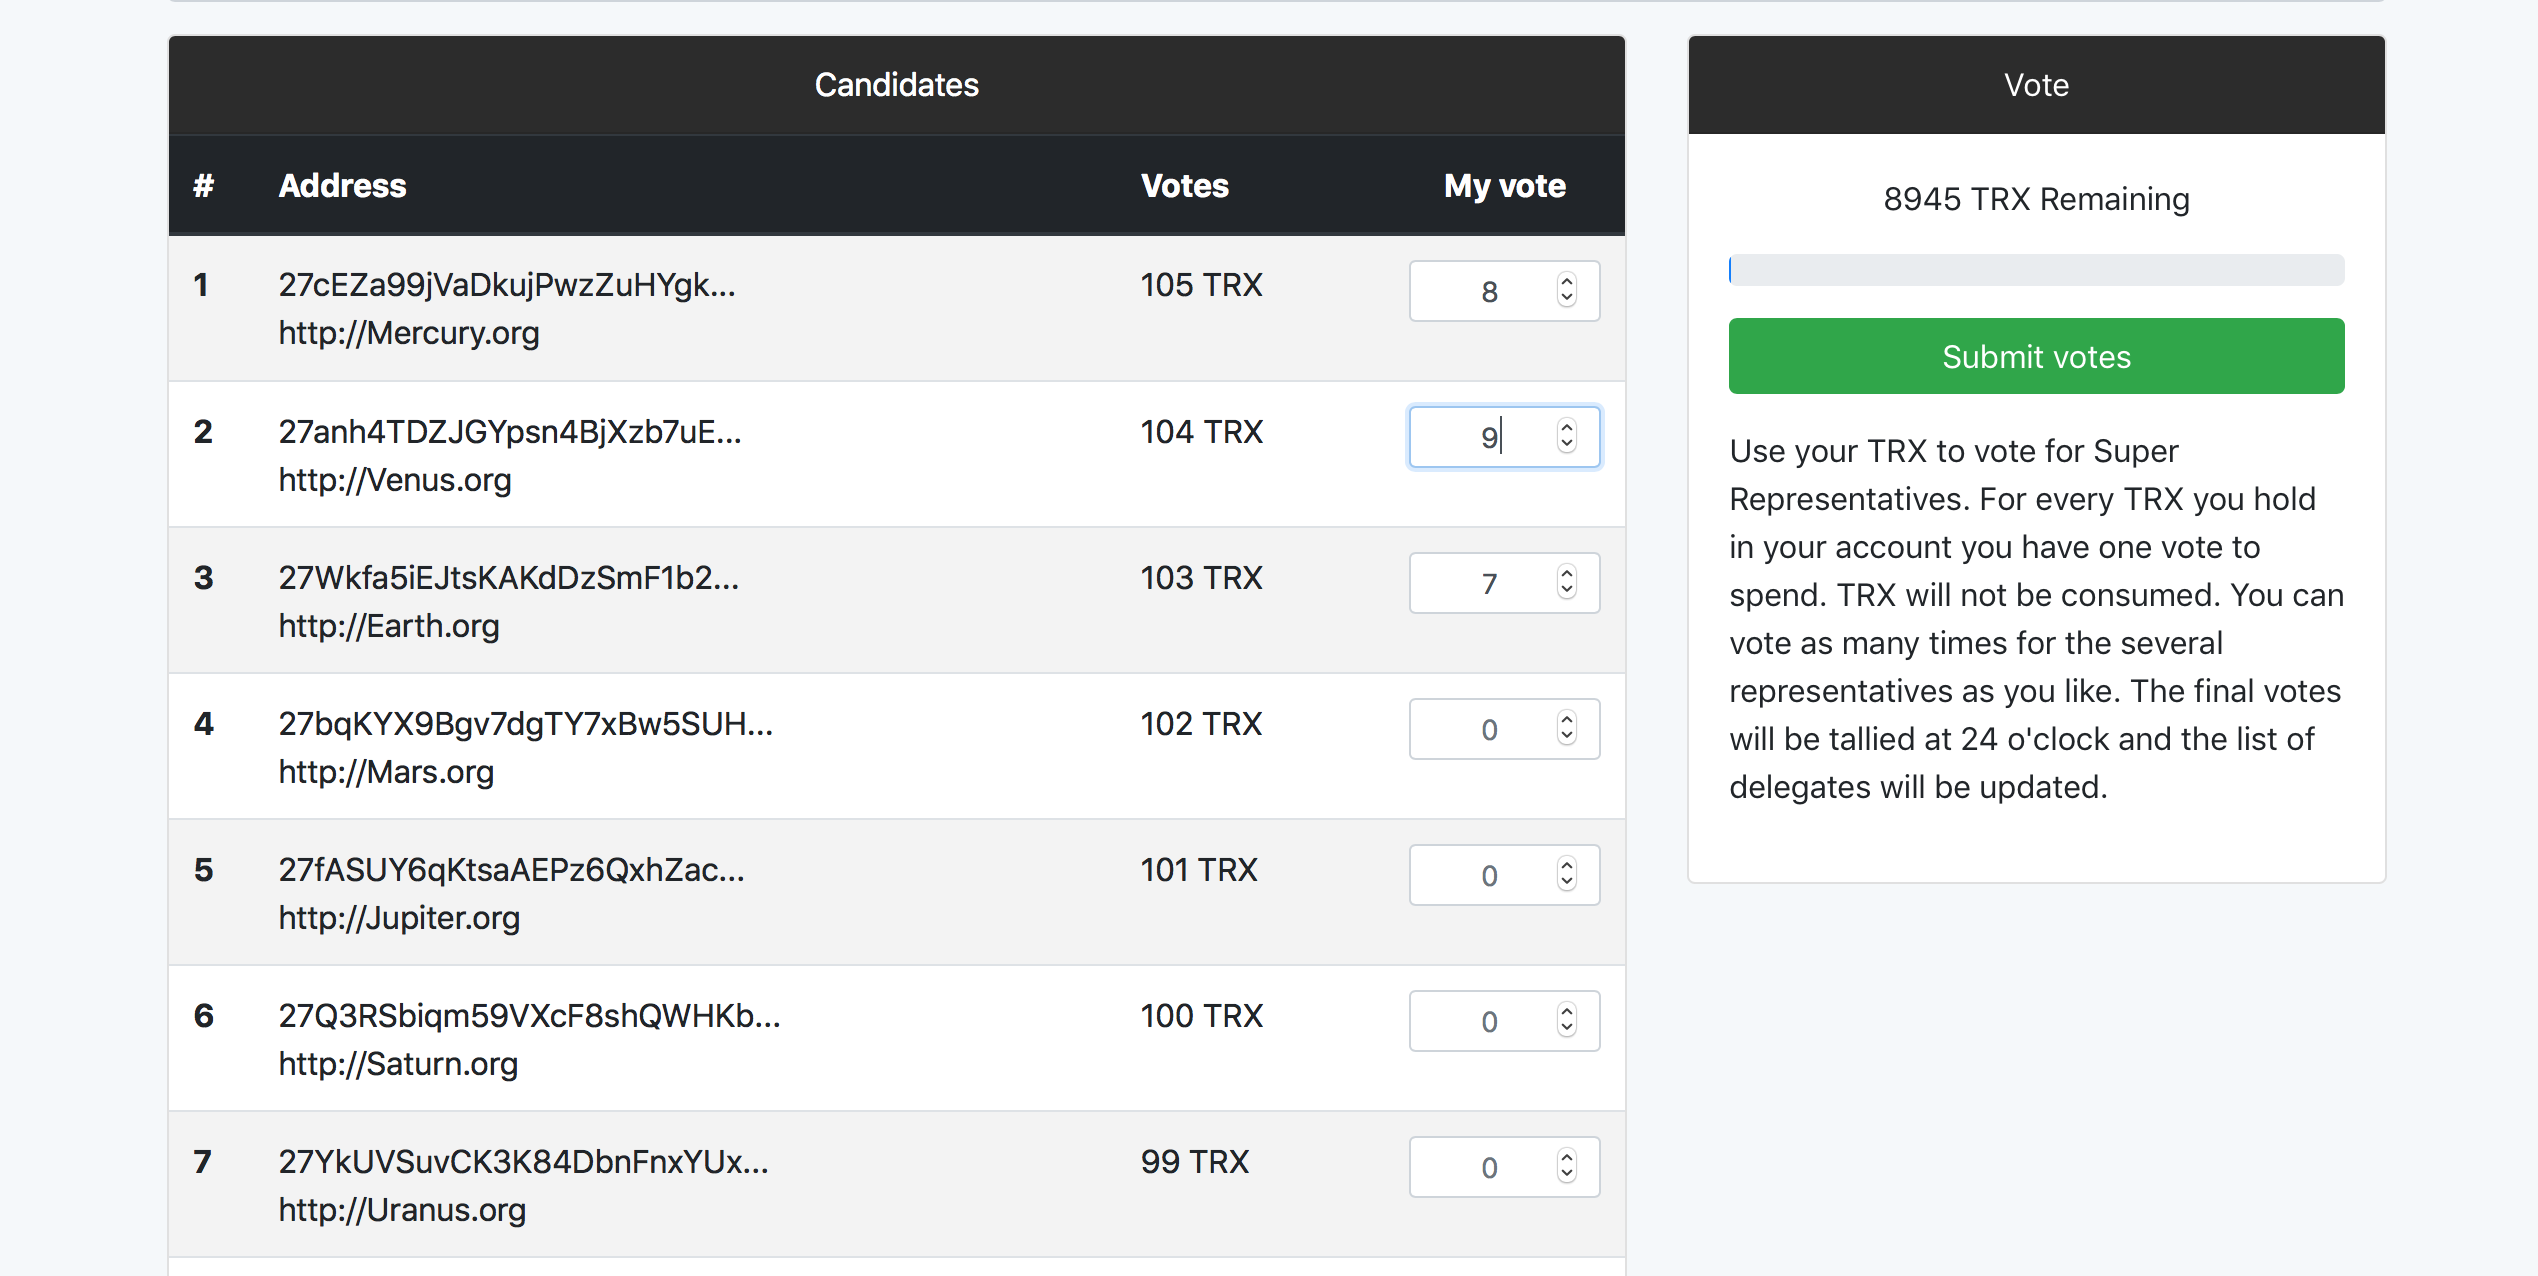 Candidates
# Address Votes My vote
1 27cEZa99jVaDkujPwzZuHYgk... 105 TRX 8
http://Mercury.org
2 27anh4TDZJGYpsn4BjXzb7uE... 104 TRX 9
http://Venus.org
3 27Wkfa5iEJtsKAKdDzSmF1b2... 103 TRX 7
http://Earth.org
4 27bqKYX9Bgv7dgTY7xBw5SUH... 102 TRX 0
http://Mars.org
5 27fASUY6qKtsaAEPz6QxhZac... 101 TRX 0
http://Jupiter.org
6 27Q3RSbiqm59VXcF8shQWHKb... 100 TRX 0
http://Saturn.org
7 27YkUVSuvCK3K84DbnFnxYUx... 99 TRX 0
http://Uranus.org
Vote
8945 TRX Remaining
Submit votes
Use your TRX to vote for Super
Representatives. For every TRX you hold
in your account you have one vote to
spend. TRX will not be consumed. You can
vote as many times for the several
representatives as you like. The final votes
will be tallied at 24 o'clock and the list of
delegates will be updated.